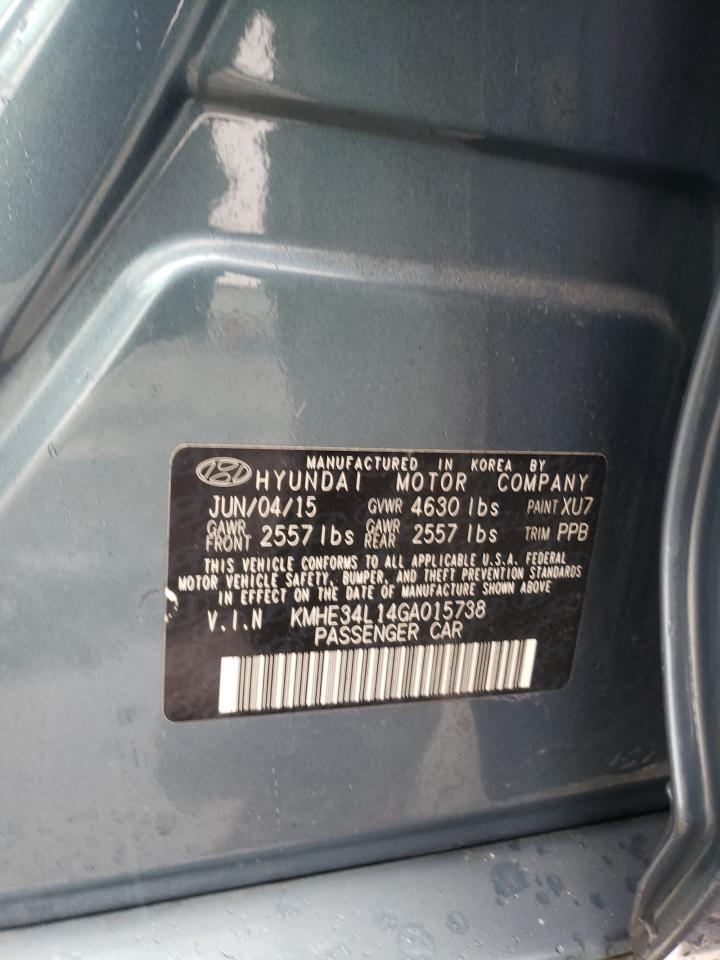 MANUFACTURED IN KOREA BY
HYUNDAI MOTOR COMPANY
JUN/04/15 GVWR 4630 lbs PAINT XU7
GAWR FRONT 2557 lbs GAWR REAR 2557 lbs TRIM PPB
THIS VEHICLE CONFORMS TO ALL APPLICABLE U.S.A. FEDERAL
MOTOR VEHICLE SAFETY, BUMPER, AND THEFT PREVENTION STANDARDS
IN EFFECT ON THE DATE OF MANUFACTURE SHOWN ABOVE
V.I.N KMHE34L14GA015738
PASSENGER CAR